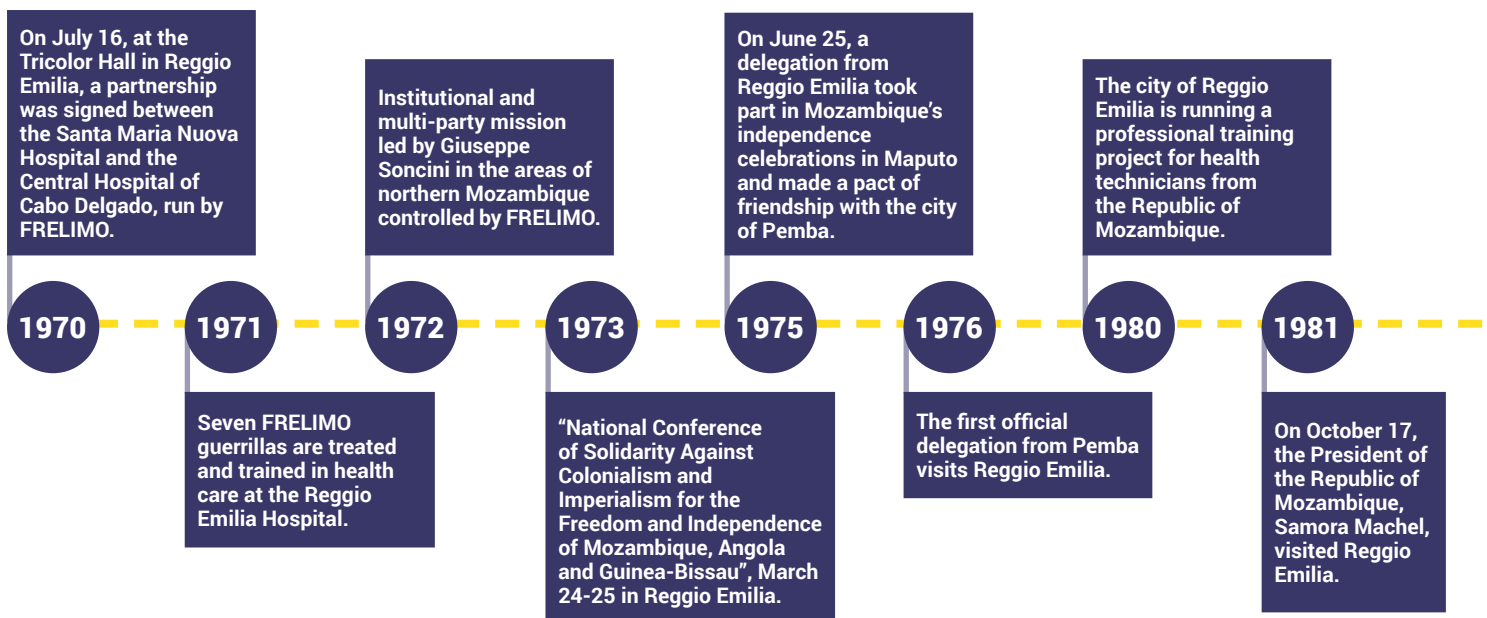 On July 16, at the
Tricolor Hall in Reggio
Emilia, a partnership
was signed between
the Santa Maria Nuova
Hospital and the
Central Hospital of
Cabo Delgado, run by
FRELIMO.
1970
1971
Seven FRELIMO
guerrillas are treated
and trained in health
care at the Reggio
Emilia Hospital.
Institutional and
multi-party mission
led by Giuseppe
Soncini in the areas of
northern Mozambique
controlled by FRELIMO.
1972
1973
“National Conference
of Solidarity Against
Colonialism and
Imperialism for the
Freedom and Independence
of Mozambique, Angola
and Guinea-Bissau”, March
24-25 in Reggio Emilia.
On June 25, a
delegation from
Reggio Emilia took
part in Mozambique’s
independence
celebrations in Maputo
and made a pact of
friendship with the city
of Pemba.
1975
1976
The first official
delegation from Pemba
visits Reggio Emilia.
The city of Reggio
Emilia is running a
professional training
project for health
technicians from
the Republic of
Mozambique.
1980
1981
On October 17,
the President of
the Republic of
Mozambique,
Samora Machel,
visited Reggio
Emilia.